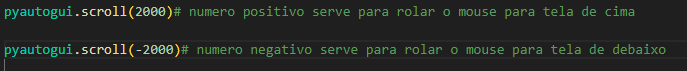 pyautogui.scroll(2000)# numero positivo serve para rolar o mouse para tela de cima
pyautogui.scroll(-2000)# numero negativo serve para rolar o mouse para tela de debaixo